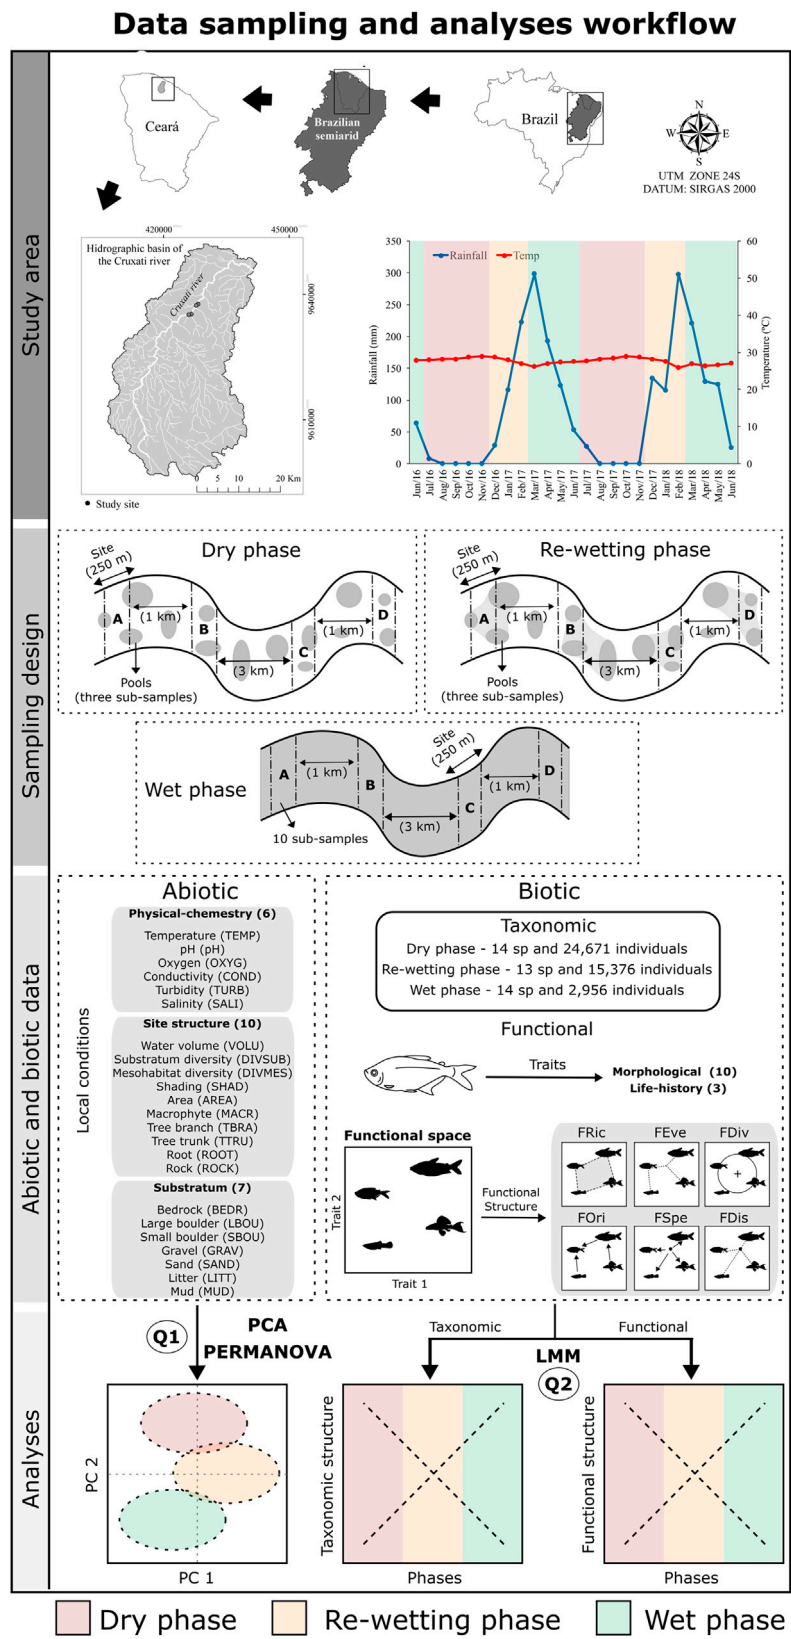 Data sampling and analyses workflow
Study area
Ceará
Brazilian
semiarid
Brazil
N
W
E
S
UTM ZONE 24S
DATUM: SIRGAS 2000
420000
450000
Hidrographic basin of
the Cruxati river
Cruxati river
9640000
9610000
0 5 10 20 Km
Study site
Rainfall
Temp
Rainfall (mm)
350
300
250
200
150
100
50
0
Temperature (ºC)
60
50
40
30
20
10
0
Jun/16
Jul/16
Aug/16
Sep/16
Oct/16
Nov/16
Dec/16
Jan/17
Feb/17
Mar/17
Apr/17
May/17
Jun/17
Jul/17
Aug/17
Sep/17
Oct/17
Nov/17
Dec/17
Jan/18
Feb/18
Mar/18
Apr/18
May/18
Jun/18
Sampling design
Dry phase
Site
(250 m)
A
(1 km)
B
(3 km)
C
(1 km)
D
Pools
(three sub-samples)
Re-wetting phase
Site
(250 m)
A
(1 km)
B
(3 km)
C
(1 km)
D
Pools
(three sub-samples)
Wet phase
A
(1 km)
B
(3 km)
Site
(250 m)
C
(1 km)
D
10 sub-samples
Abiotic and biotic data
Abiotic
Local conditions
Physical-chemestry (6)
Temperature (TEMP)
pH (pH)
Oxygen (OXYG)
Conductivity (COND)
Turbidity (TURB)
Salinity (SALI)
Site structure (10)
Water volume (VOLU)
Substratum diversity (DIVSUB)
Mesohabitat diversity (DIVMES)
Shading (SHAD)
Area (AREA)
Macrophyte (MACR)
Tree branch (TBRA)
Tree trunk (TTRU)
Root (ROOT)
Rock (ROCK)
Substratum (7)
Bedrock (BEDR)
Large boulder (LBOU)
Small boulder (SBOU)
Gravel (GRAV)
Sand (SAND)
Litter (LITT)
Mud (MUD)
Biotic
Taxonomic
Dry phase - 14 sp and 24,671 individuals
Re-wetting phase - 13 sp and 15,376 individuals
Wet phase - 14 sp and 2,956 individuals
Functional
Traits
Morphological (10)
Life-history (3)
Functional space
Trait 2
Trait 1
Functional
Structure
FRic
FEve
FDiv
FOri
FSpe
FDis
Analyses
Q1
PCA
PERMANOVA
PC 2
PC 1
Taxonomic
Functional
LMM
Q2
Taxonomic structure
Phases
Functional structure
Phases
Dry phase
Re-wetting phase
Wet phase